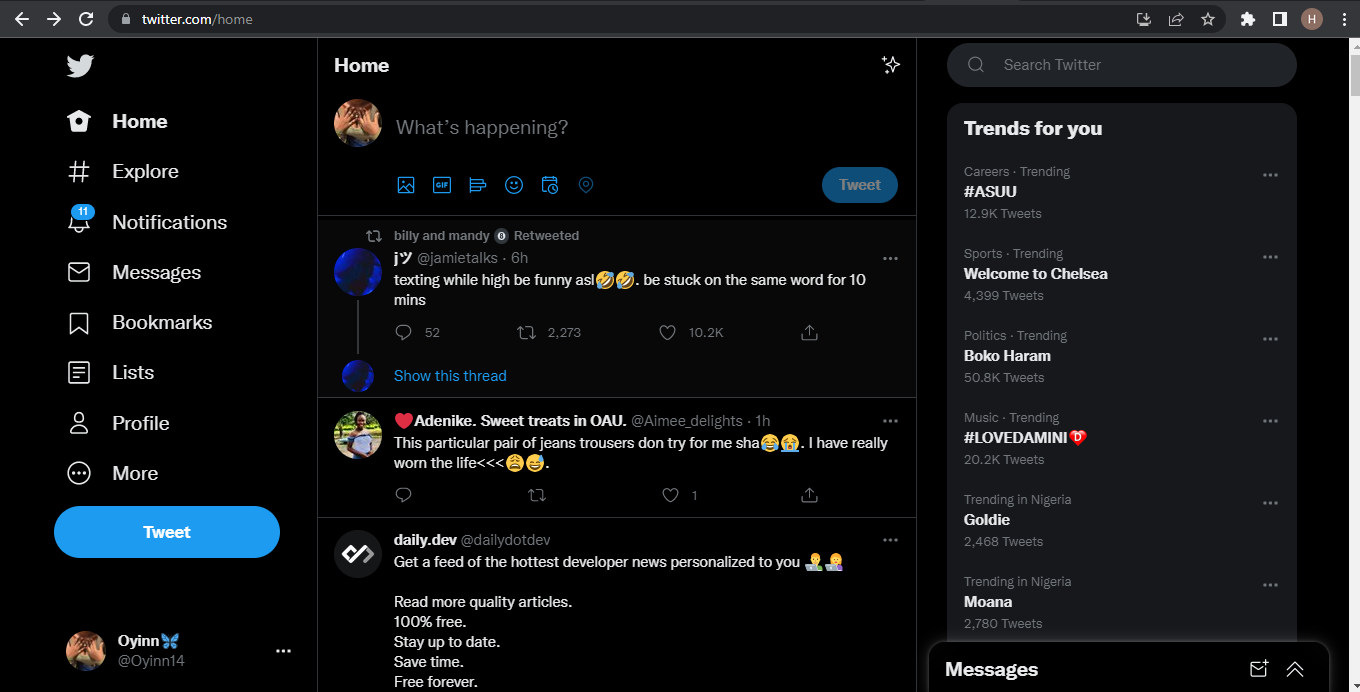 twitter.com/home
H
Home
Explore
11
Notifications
Messages
Bookmarks
Lists
Profile
More
Tweet
Oyinn🦋
@Oyinn14
Home
What's happening?
GIF
Tweet
billy and mandy 🎱 Retweeted
jツ @jamietalks · 6h
texting while high be funny asl🤣🤣. be stuck on the same word for 10
mins
52 2,273 10.2K
Show this thread
❤️Adenike. Sweet treats in OAU. @Aimee_delights · 1h
This particular pair of jeans trousers don try for me sha😂😭. I have really
worn the life<<<😩😅.
1
daily.dev @dailydotdev
Get a feed of the hottest developer news personalized to you 👨‍💻👩‍💻
Read more quality articles.
100% free.
Stay up to date.
Save time.
Free forever.
Search Twitter
Trends for you
Careers · Trending
#ASUU
12.9K Tweets
Sports · Trending
Welcome to Chelsea
4,399 Tweets
Politics · Trending
Boko Haram
50.8K Tweets
Music · Trending
#LOVEDAMINI
20.2K Tweets
Trending in Nigeria
Goldie
2,468 Tweets
Trending in Nigeria
Moana
2,780 Tweets
Messages